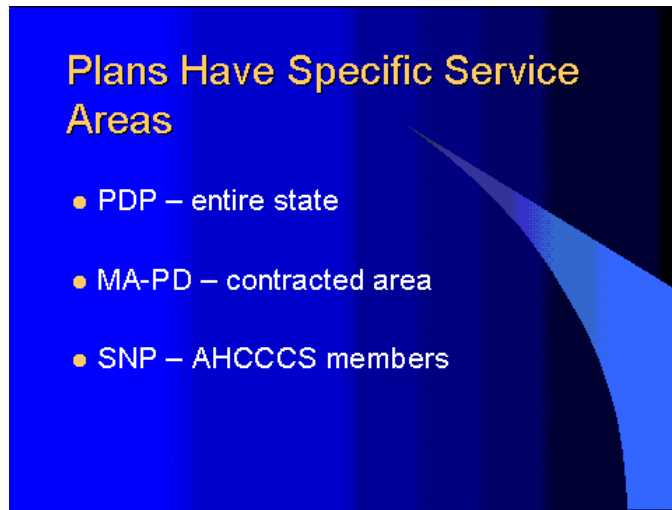 Plans Have Specific Service
Areas
PDP – entire state
MA-PD – contracted area
SNP – AHCCCS members